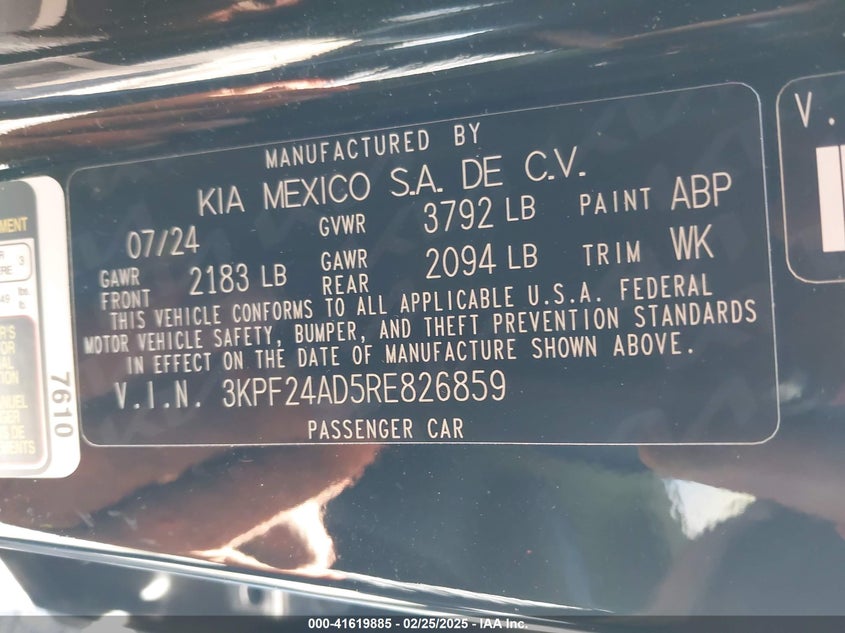 MANUFACTURED BY
KIA MEXICO S.A. DE C.V.
07/24 GVWR 3792 LB PAINT ABP
GAWR FRONT 2183 LB GAWR REAR 2094 LB TRIM WK
THIS VEHICLE CONFORMS TO ALL APPLICABLE U.S.A. FEDERAL
MOTOR VEHICLE SAFETY, BUMPER, AND THEFT PREVENTION STANDARDS
IN EFFECT ON THE DATE OF MANUFACTURE SHOWN ABOVE.
V.I.N. 3KPF24AD5RE826859
PASSENGER CAR
7610
V.
000-41619885 - 02/25/2025 - IAA Inc.